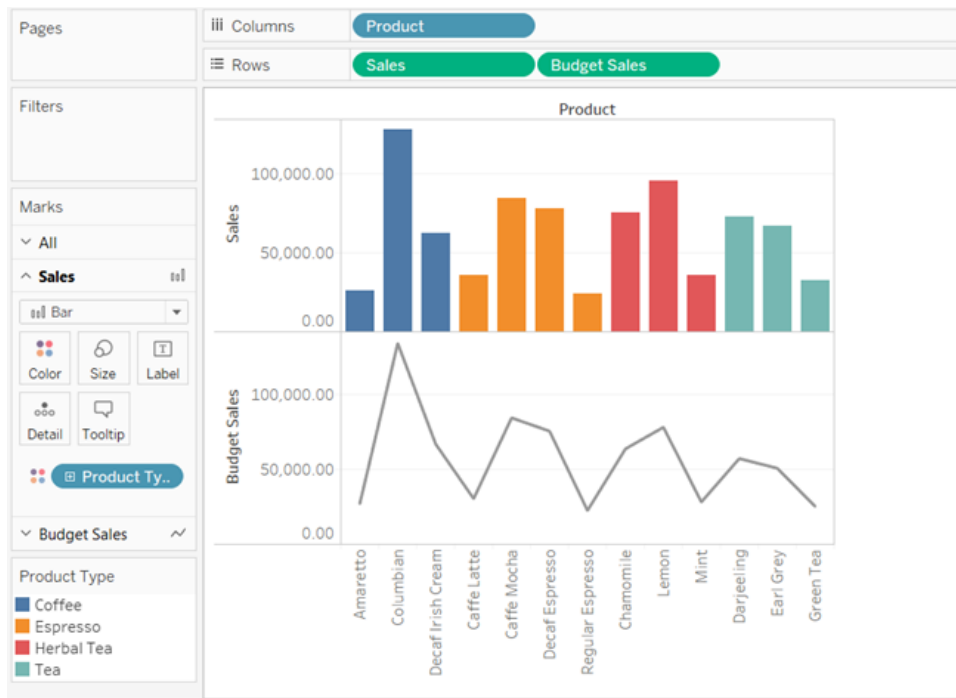 Pages
Filters
Marks
All
Sales
Bar
Color Size Label
Detail Tooltip
Product Ty..
Budget Sales
Product Type
Coffee
Espresso
Herbal Tea
Tea
Columns Product
Rows Sales Budget Sales
Product
Sales
100,000.00
50,000.00
0.00
Budget Sales
100,000.00
50,000.00
0.00
Amaretto
Columbian
Decaf Irish Cream
Caffe Latte
Caffe Mocha
Decaf Espresso
Regular Espresso
Chamomile
Lemon
Mint
Darjeeling
Earl Grey
Green Tea